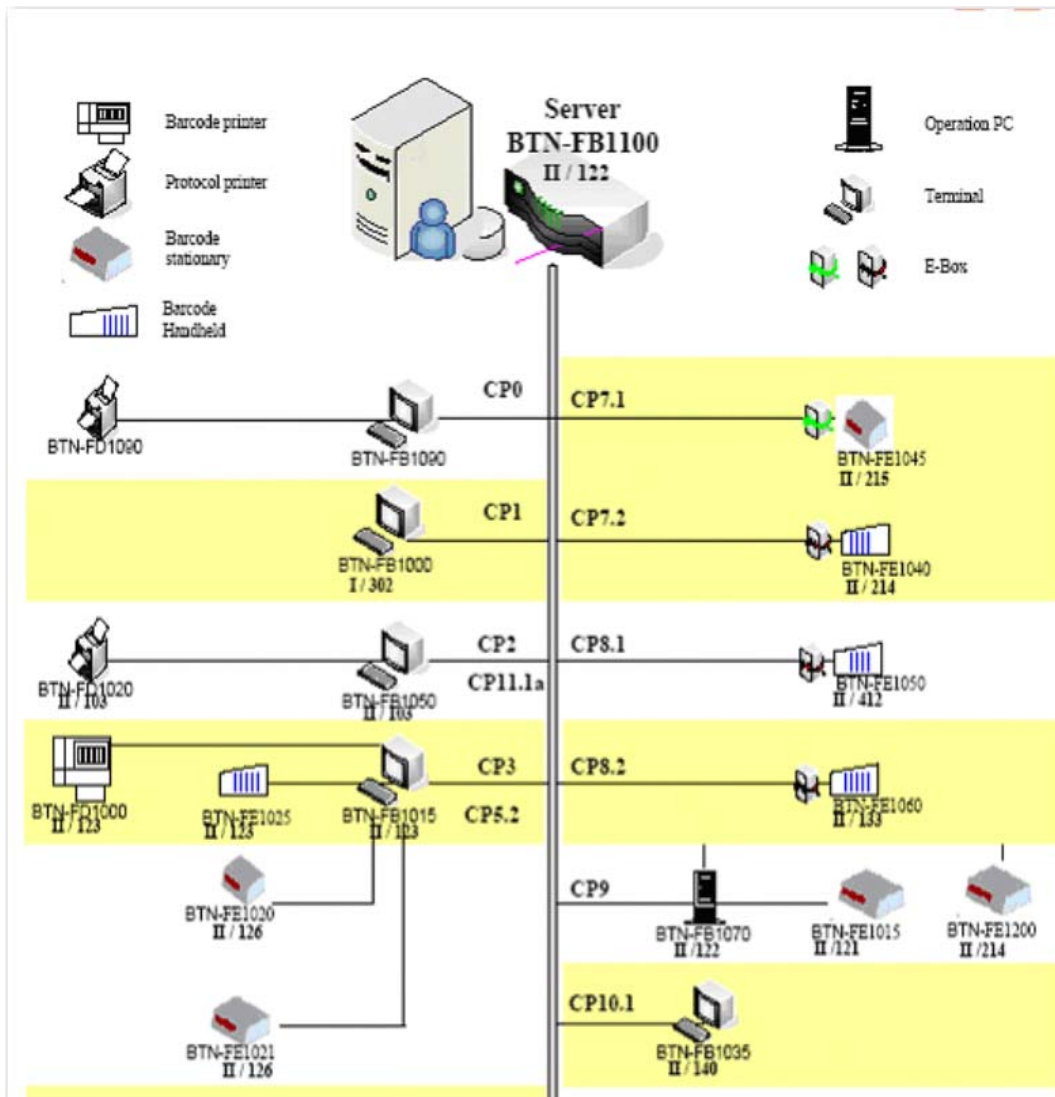 Server
BTN-FB1100
II / 122
Barcode printer
Protocol printer
Barcode
stationary
Barcode
Handheld
Operation PC
Terminal
E-Box
CP0
BTN-FD1090
BTN-FB1090
CP7.1
BTN-FE1045
II / 215
CP1
BTN-FB1000
I / 302
CP7.2
BTN-FE1040
II / 214
CP2
CP11.1a
BTN-FD1020
II / 103
BTN-FB1050
II / 103
CP8.1
BTN-FE1050
II / 412
CP3
CP5.2
BTN-FD1000
II / 123
BTN-FE1025
II / 123
BTN-FB1015
II / 123
CP8.2
BTN-FE1060
II / 133
BTN-FE1020
II / 126
CP9
BTN-FB1070
II /122
BTN-FE1015
II /121
BTN-FE1200
II /214
BTN-FE1021
II / 126
CP10.1
BTN-FB1035
II / 140